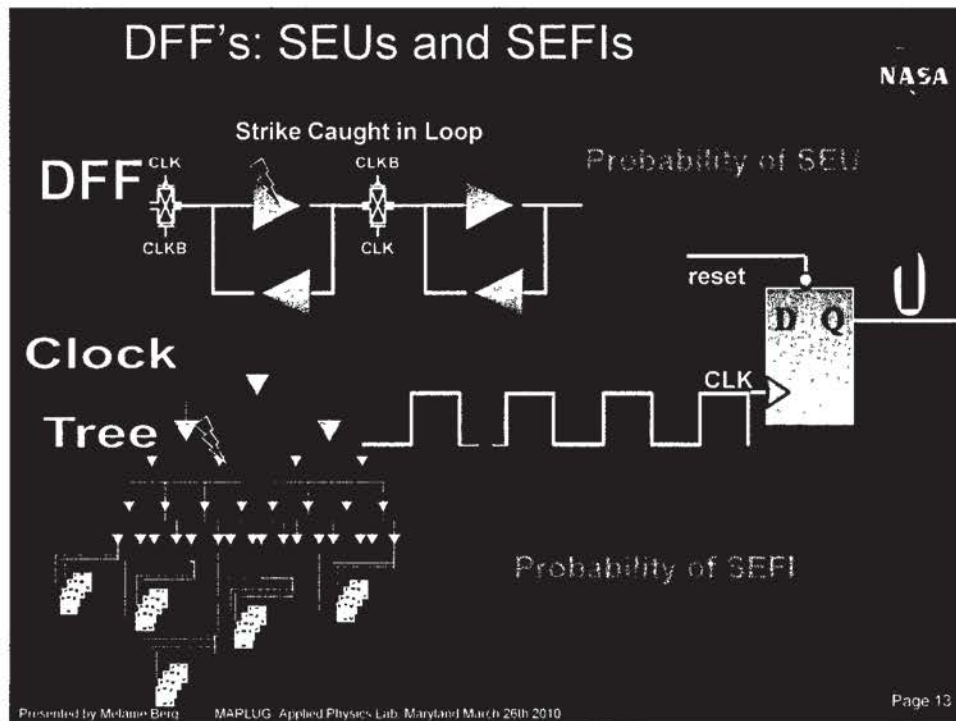 DFF's: SEUs and SEFIs
NASA
Strike Caught in Loop
Probability of SEU
DFF
CLK
CLKB
CLKB
CLK
reset
D Q
CLK
Clock
Tree
Probability of SEFI
Presented by Melanie Berg MAPLUG Applied Physics Lab, Maryland March 26th 2010
Page 13